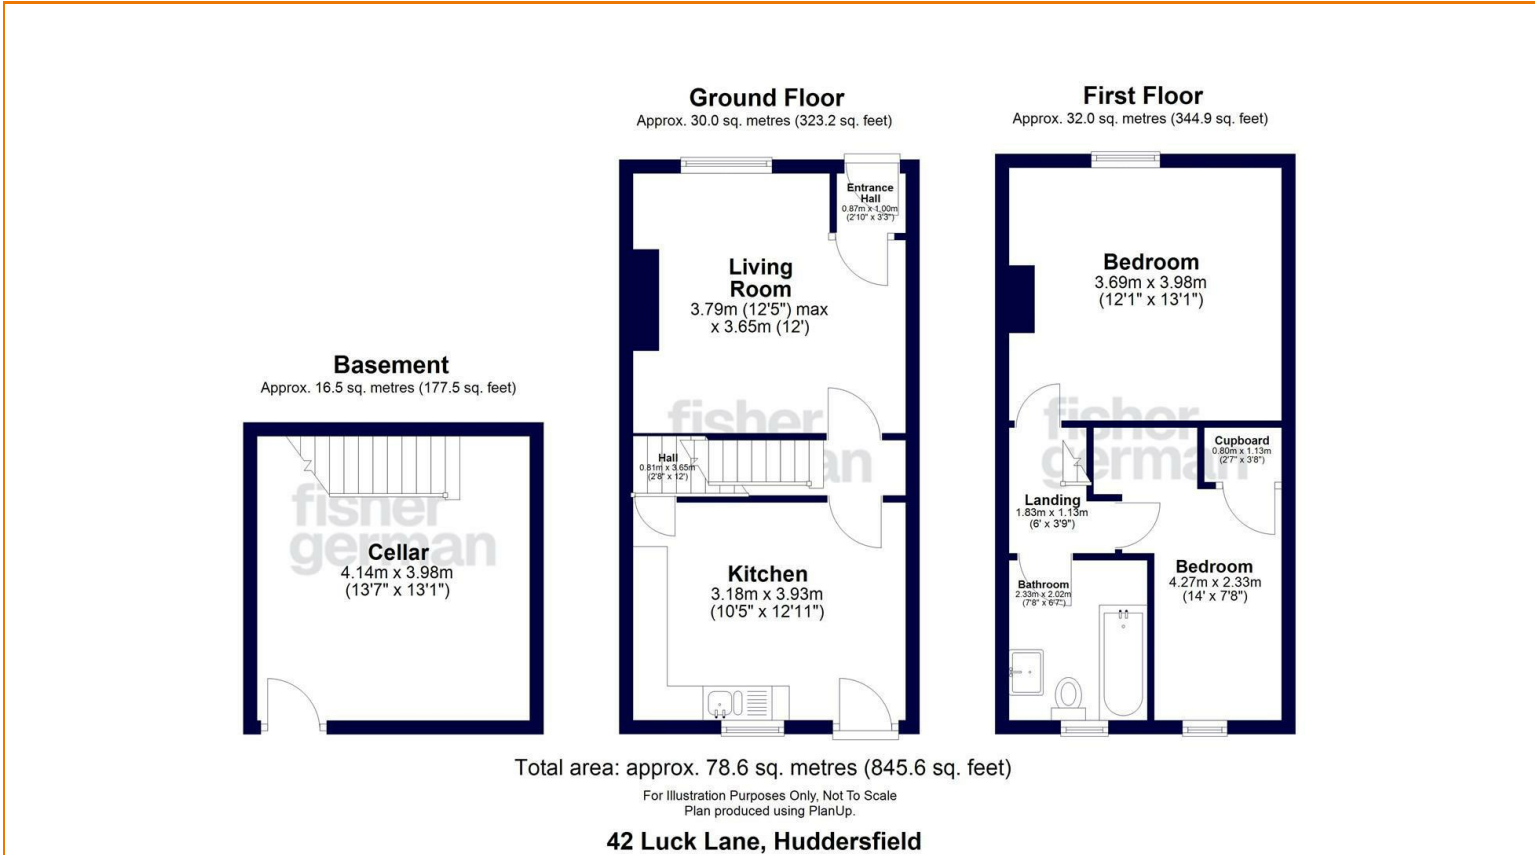 Ground Floor
Approx. 30.0 sq. metres (323.2 sq. feet)
Entrance
Hall
0.87m x 1.00m
(2'10" x 3'3")
Living
Room
3.79m (12'5") max
x 3.65m (12')
fisher
german
Hall
0.81m x 3.65m
(2'8" x 12')
Kitchen
3.18m x 3.93m
(10'5" x 12'11")
First Floor
Approx. 32.0 sq. metres (344.9 sq. feet)
Bedroom
3.69m x 3.98m
(12'1" x 13'1")
fisher
german
Cupboard
0.80m x 1.13m
(2'7" x 3'8")
Landing
1.83m x 1.13m
(6' x 3'9")
Bathroom
2.33m x 2.02m
(7'8" x 6'7")
Bedroom
4.27m x 2.33m
(14' x 7'8")
Basement
Approx. 16.5 sq. metres (177.5 sq. feet)
fisher
german
Cellar
4.14m x 3.98m
(13'7" x 13'1")
Total area: approx. 78.6 sq. metres (845.6 sq. feet)
For Illustration Purposes Only, Not To Scale
Plan produced using PlanUp.
42 Luck Lane, Huddersfield